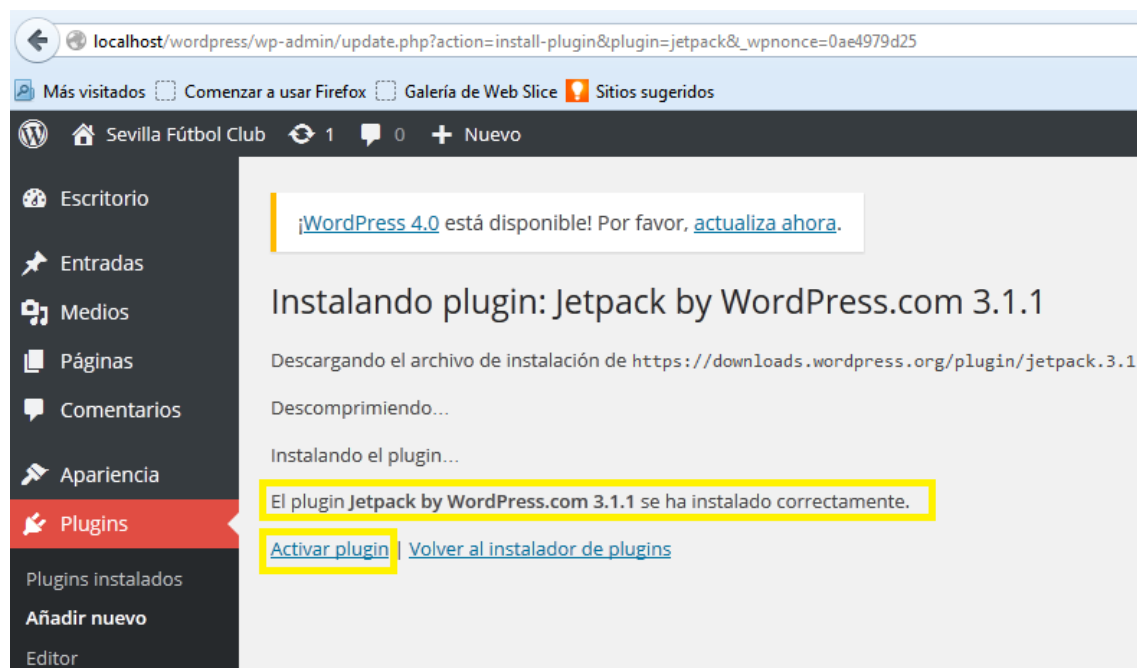 localhost/wordpress/wp-admin/update.php?action=install-plugin&plugin=jetpack&_wpnonce=0ae4979d25
Más visitados Comenzar a usar Firefox Galería de Web Slice Sitios sugeridos
Sevilla Fútbol Club 1 0 + Nuevo
Escritorio
¡WordPress 4.0 está disponible! Por favor, actualiza ahora.
Entradas
Medios
Páginas
Comentarios
Apariencia
Plugins
Plugins instalados
Añadir nuevo
Editor
Instalando plugin: Jetpack by WordPress.com 3.1.1
Descargando el archivo de instalación de https://downloads.wordpress.org/plugin/jetpack.3.1
Descomprimiendo…
Instalando el plugin…
El plugin Jetpack by WordPress.com 3.1.1 se ha instalado correctamente.
Activar plugin | Volver al instalador de plugins